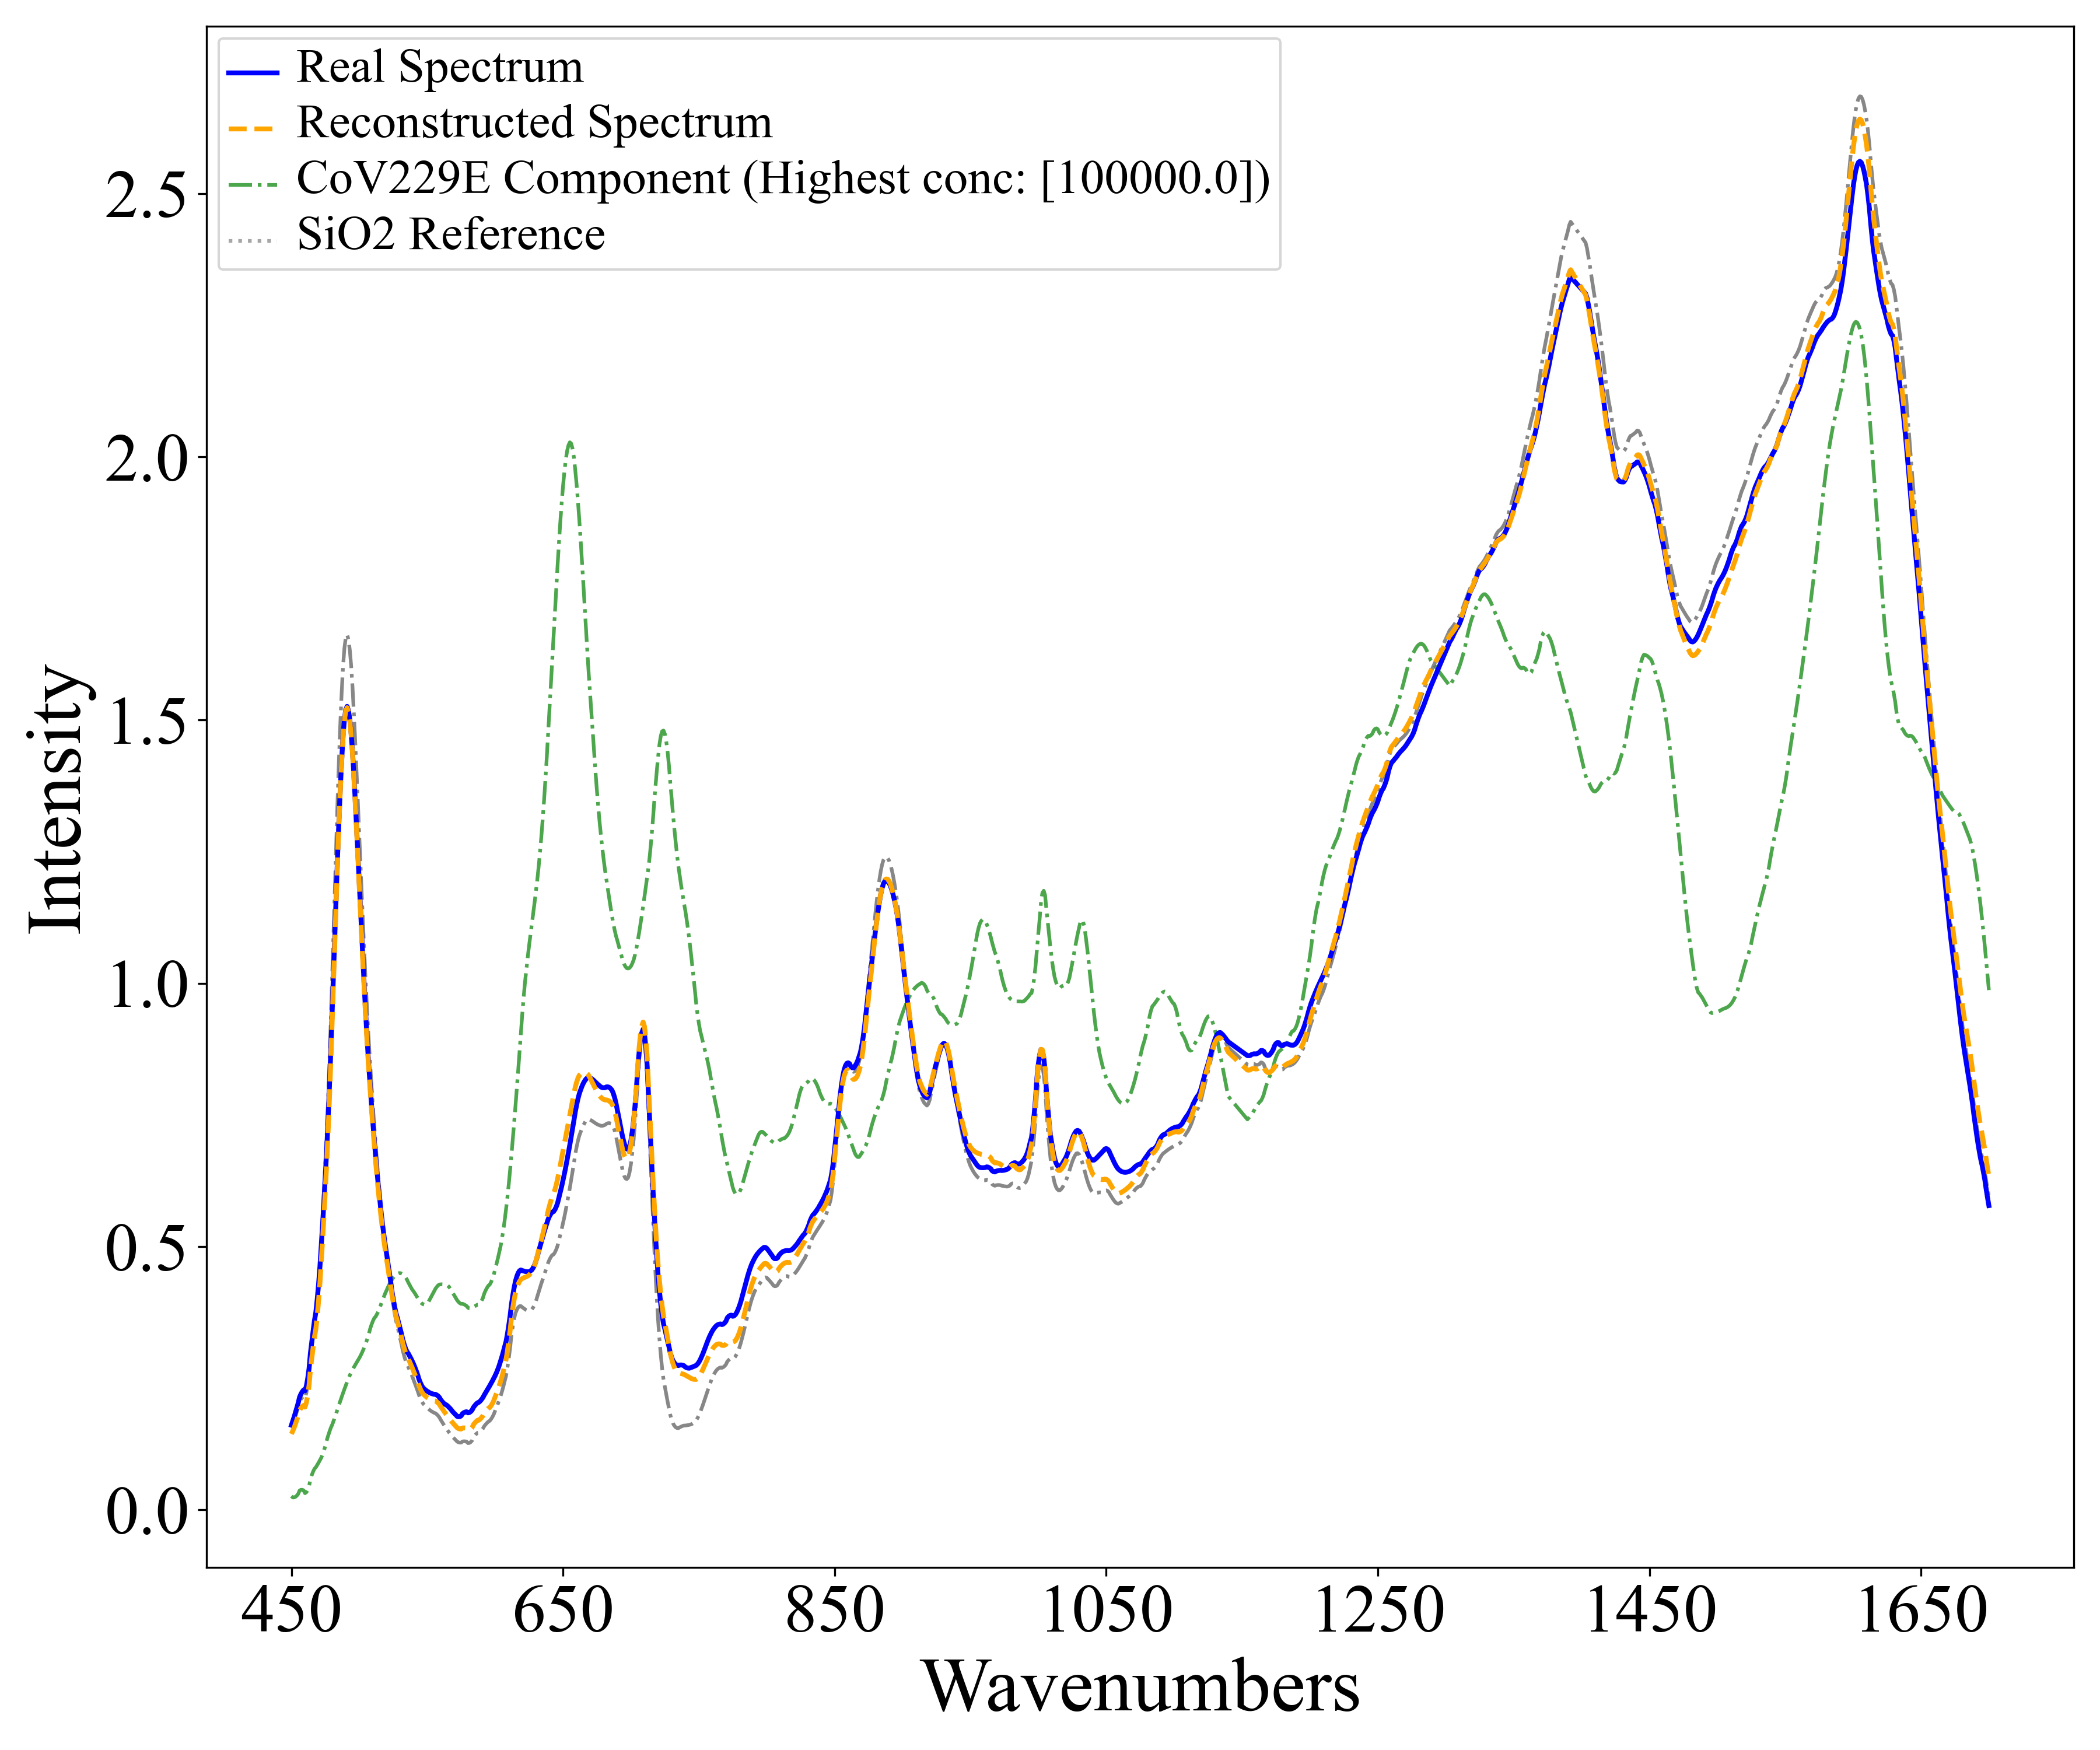 Real Spectrum
Reconstructed Spectrum
CoV229E Component (Highest conc: [100000.0])
SiO2 Reference
Intensity
2.5
2.0
1.5
1.0
0.5
0.0
450 650 850 1050 1250 1450 1650
Wavenumbers